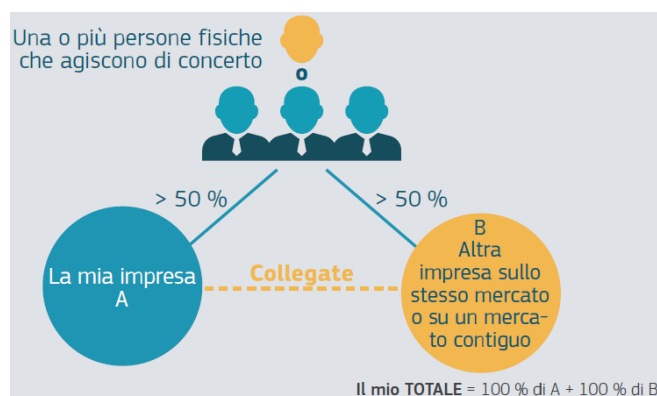 Una o più persone fisiche
che agiscono di concerto
o
> 50 %
> 50 %
La mia impresa
A
Collegate
B
Altra
impresa sullo
stesso mercato
o su un merca-
to contiguo
Il mio TOTALE = 100 % di A + 100 % di B